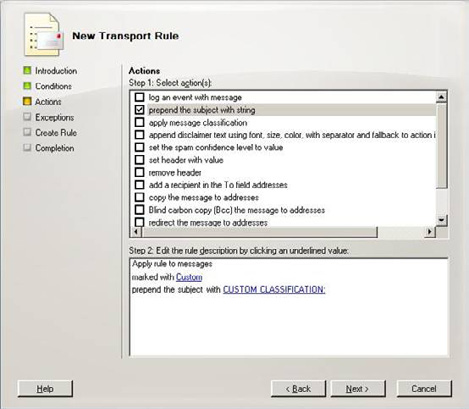 New Transport Rule
Introduction
Conditions
Actions
Exceptions
Create Rule
Completion
Actions
Step 1: Select action(s):
log an event with message
prepend the subject with string
apply message classification
append disclaimer text using font, size, color, with separator and fallback to action i
set the spam confidence level to value
set header with value
remove header
add a recipient in the To field addresses
copy the message to addresses
Blind carbon copy (Bcc) the message to addresses
redirect the message to addresses
Step 2: Edit the rule description by clicking an underlined value:
Apply rule to messages
marked with Custom
prepend the subject with CUSTOM CLASSIFICATION:
Help
< Back
Next >
Cancel